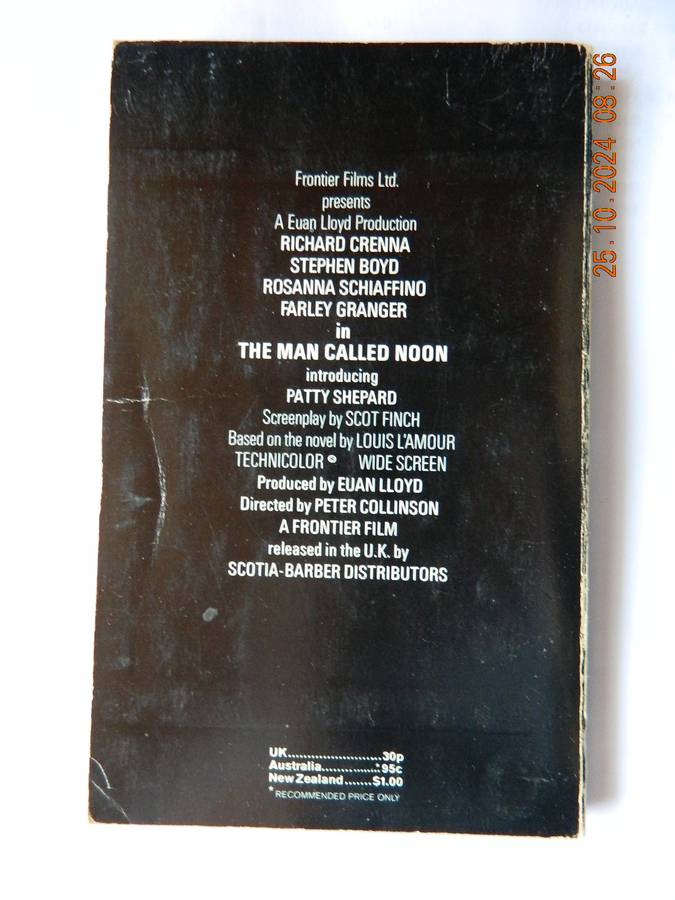 Frontier Films Ltd.
presents
A Euan Lloyd Production
RICHARD CRENNA
STEPHEN BOYD
ROSANNA SCHIAFFINO
FARLEY GRANGER
in
THE MAN CALLED NOON
introducing
PATTY SHEPARD
Screenplay by SCOT FINCH
Based on the novel by LOUIS L'AMOUR
TECHNICOLOR ® WIDE SCREEN
Produced by EUAN LLOYD
Directed by PETER COLLINSON
A FRONTIER FILM
released in the U.K. by
SCOTIA-BARBER DISTRIBUTORS
UK........................30p
Australia..............*95c
New Zealand.......$1.00
*RECOMMENDED PRICE ONLY
25.10.2024 08:26